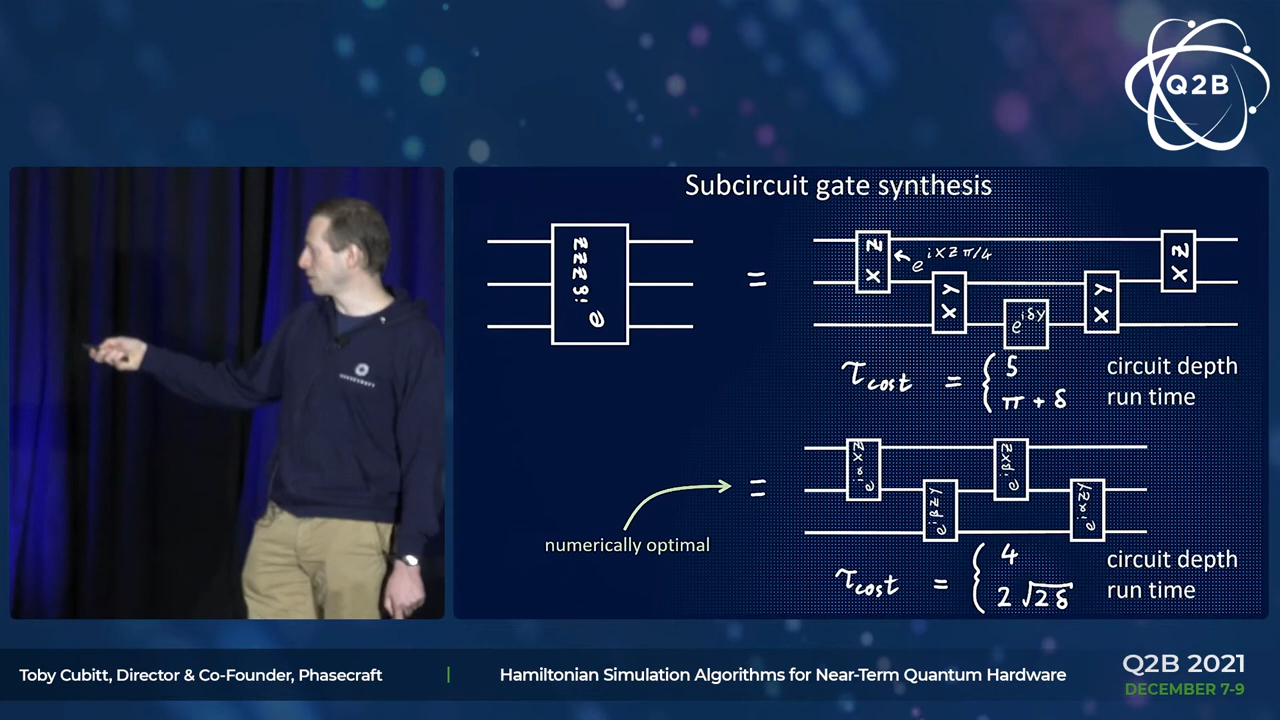 Q2B
Subcircuit gate synthesis
e^{iδZZZ}
=
Z X
e^{iXZπ/4}
Y X
e^{iδY}
Y X
Z X
τ_cost = { 5 circuit depth
π + δ run time
numerically optimal
=
e^{iαXZ}
e^{iβZY}
e^{iβXZ}
e^{iαZY}
τ_cost = { 4 circuit depth
2√2δ run time
Toby Cubitt, Director & Co-Founder, Phasecraft | Hamiltonian Simulation Algorithms for Near-Term Quantum Hardware
Q2B 2021
DECEMBER 7-9